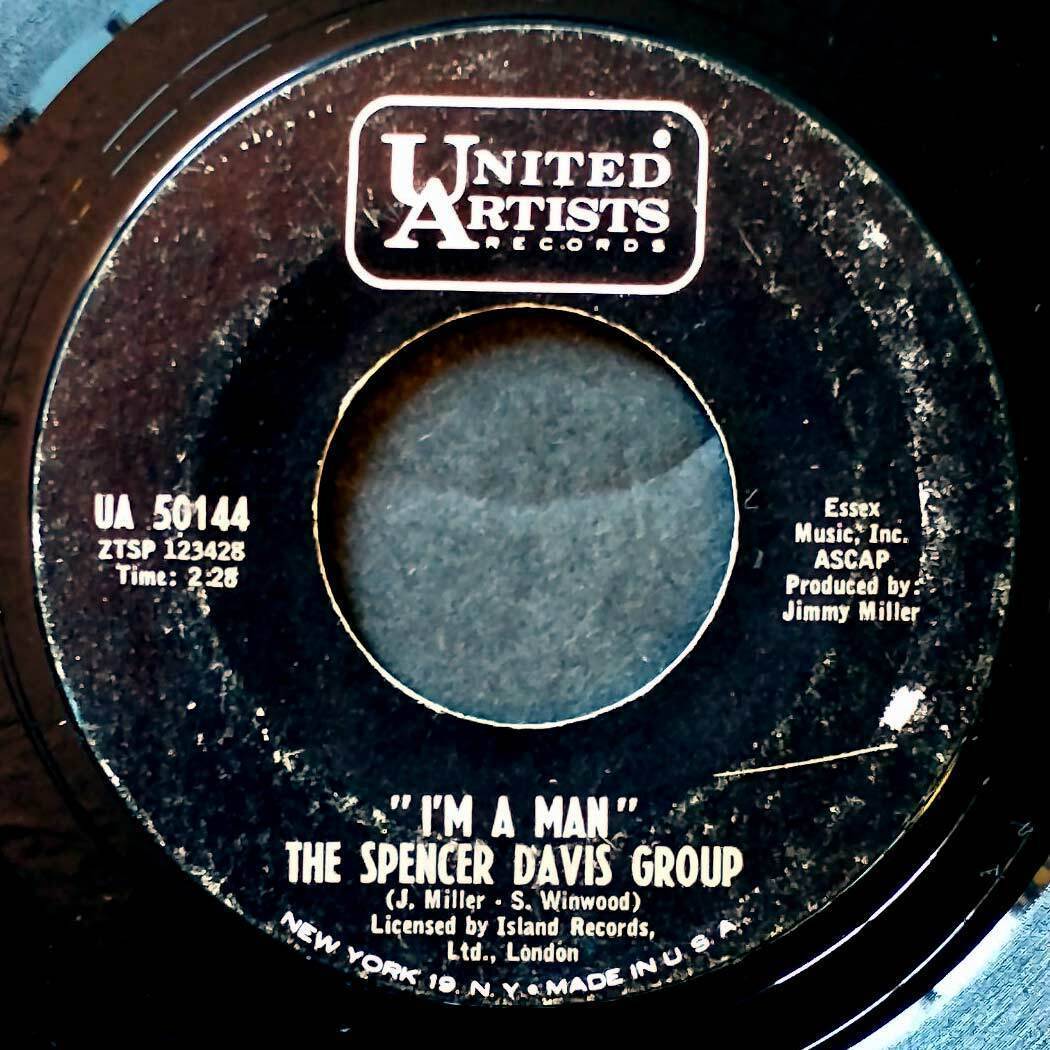 UNITED
ARTISTS
RECORDS
UA 50144
ZTSP 123428
Time: 2:28
Essex
Music, Inc.
ASCAP
Produced by:
Jimmy Miller
"I'M A MAN"
THE SPENCER DAVIS GROUP
(J. Miller - S. Winwood)
Licensed by Island Records,
Ltd., London
NEW YORK 19, N. Y. • MADE IN U. S. A.